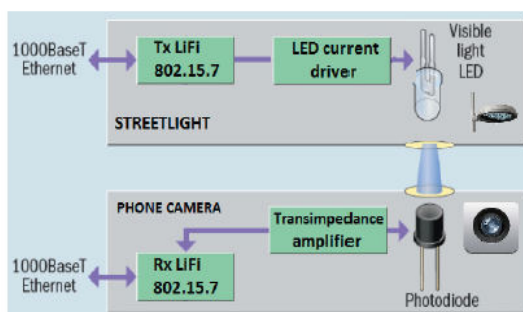 1000BaseT
Ethernet
Tx LiFi
802.15.7
LED current
driver
Visible
light
LED
STREETLIGHT
PHONE CAMERA
Transimpedance
amplifier
1000BaseT
Ethernet
Rx LiFi
802.15.7
Photodiode